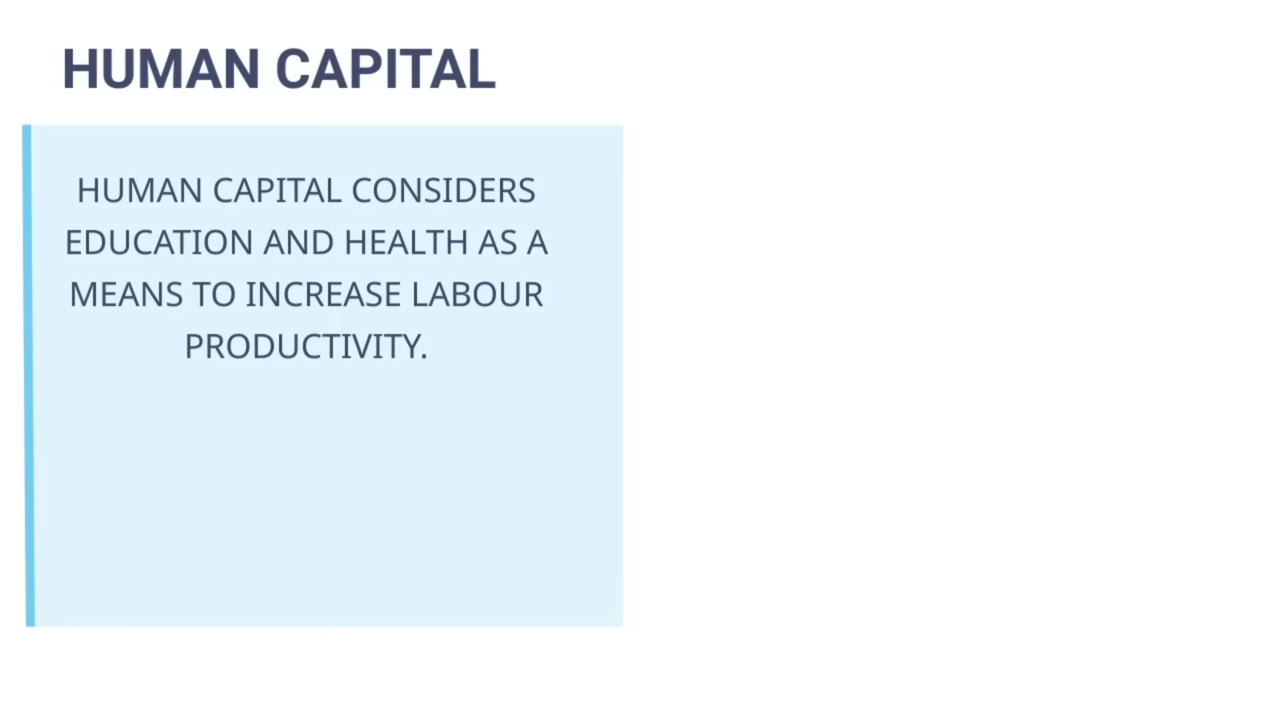 HUMAN CAPITAL
HUMAN CAPITAL CONSIDERS
EDUCATION AND HEALTH AS A
MEANS TO INCREASE LABOUR
PRODUCTIVITY.